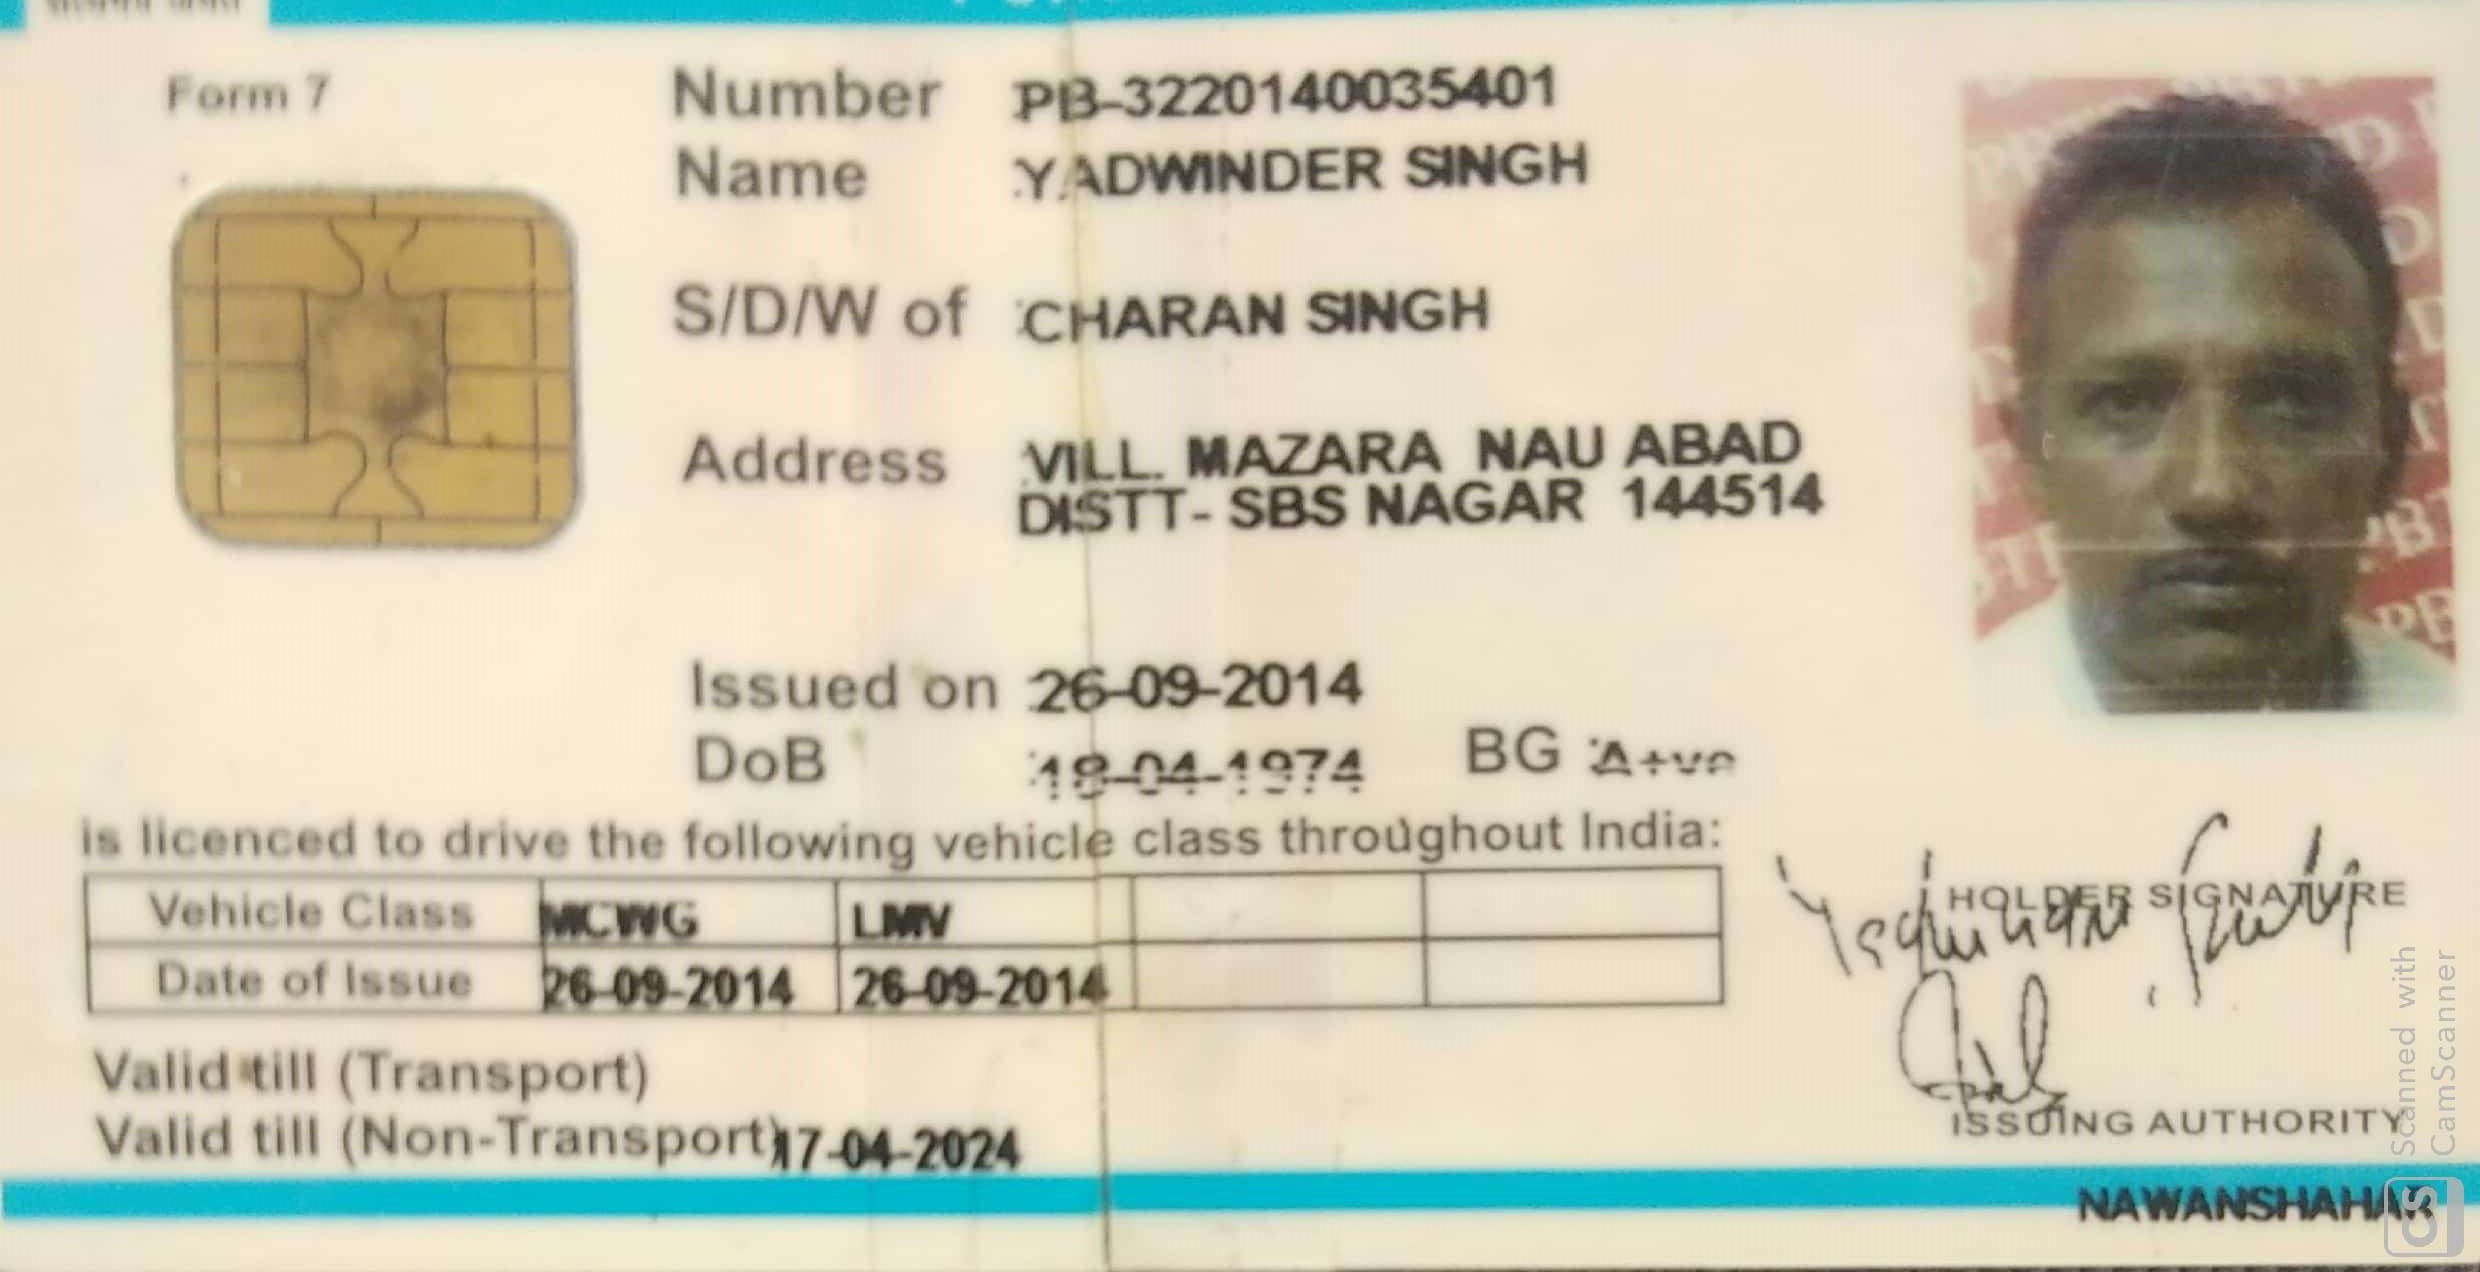 Form 7
Number PB-3220140035401
Name :YADWINDER SINGH
S/D/W of :CHARAN SINGH
Address :VILL. MAZARA NAU ABAD
DISTT- SBS NAGAR 144514
Issued on :26-09-2014
DoB :18-04-1974 BG :A+ve
is licenced to drive the following vehicle class throughout India:
Vehicle Class MCWG LMV
Date of Issue 26-09-2014 26-09-2014
Valid till (Transport)
Valid till (Non-Transport)17-04-2024
HOLDER SIGNATURE
ISSUING AUTHORITY
NAWANSHAHAR
Scanned with
CamScanner
CS